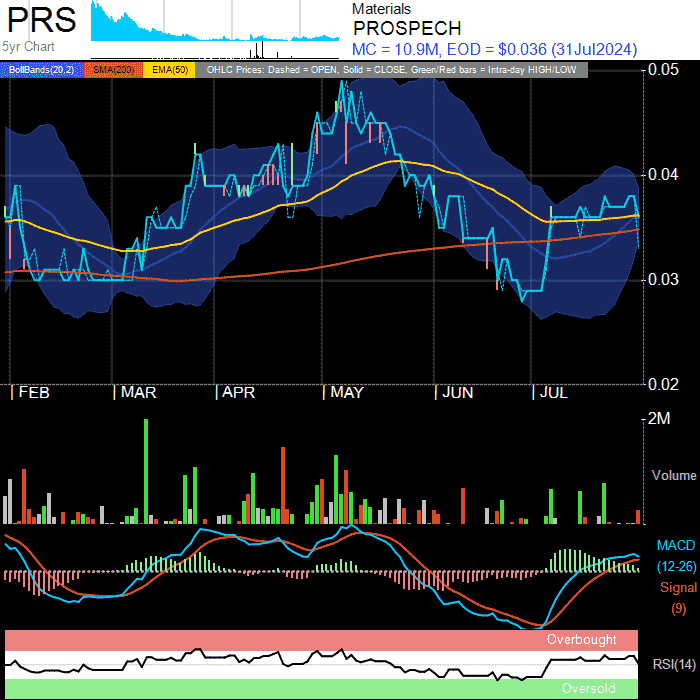 PRS
5yr Chart
Materials
PROSPECH
MC = 10.9M, EOD = $0.036 (31Jul2024)
BollBands(20,2) SMA(200) EMA(50) OHLC Prices: Dashed = OPEN, Solid = CLOSE, Green/Red bars = Intra-day HIGH/LOW
0.05
0.04
0.03
0.02
FEB MAR APR MAY JUN JUL
2M
Volume
MACD
(12-26)
Signal
(9)
Overbought
RSI(14)
Oversold